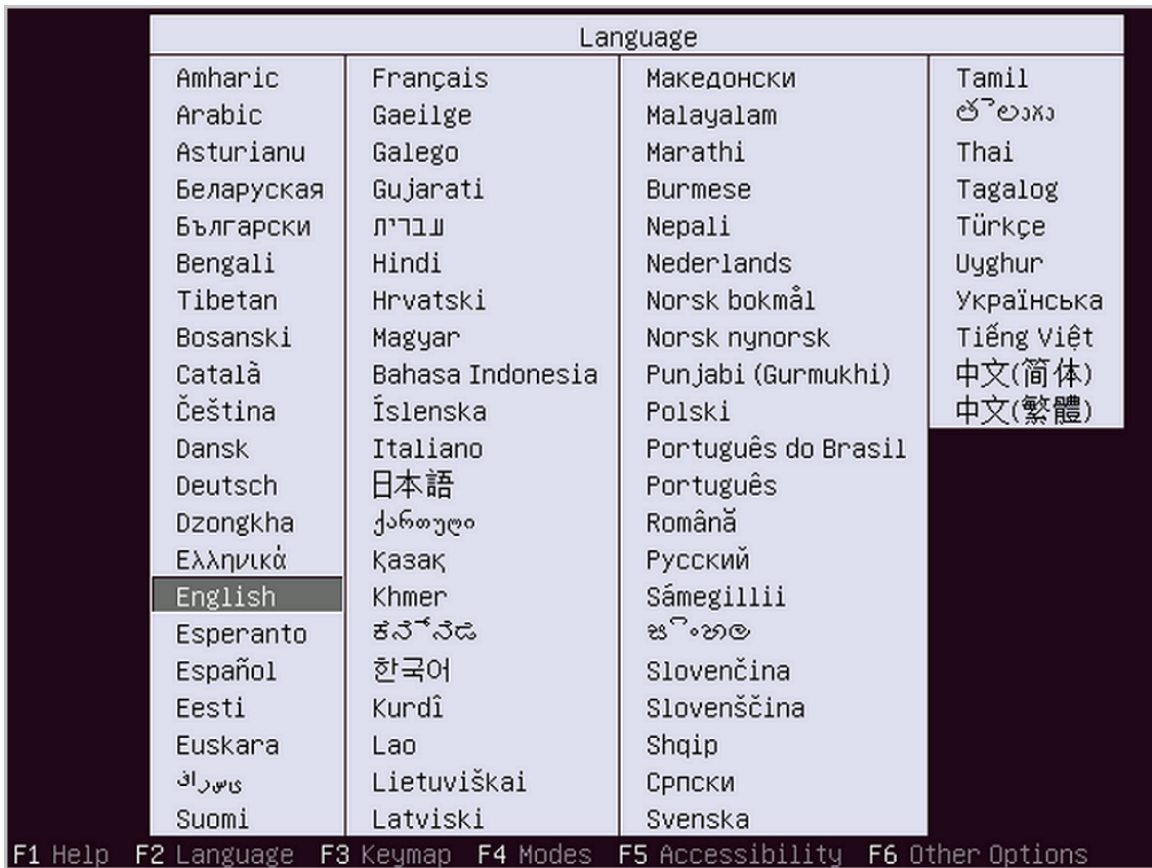 Language
Amharic
Arabic
Asturianu
Беларуская
Български
Bengali
Tibetan
Bosanski
Català
Čeština
Dansk
Deutsch
Dzongkha
Ελληνικά
English
Esperanto
Español
Eesti
Euskara
فارسی
Suomi
Français
Gaeilge
Galego
Gujarati
עברית
Hindi
Hrvatski
Magyar
Bahasa Indonesia
Íslenska
Italiano
日本語
ქართული
Қазақ
Khmer
ಕನ್ನಡ
한국어
Kurdî
Lao
Lietuviškai
Latviski
Македонски
Malayalam
Marathi
Burmese
Nepali
Nederlands
Norsk bokmål
Norsk nynorsk
Punjabi (Gurmukhi)
Polski
Português do Brasil
Português
Română
Русский
Sámegillii
සිංහල
Slovenčina
Slovenščina
Shqip
Српски
Svenska
Tamil
తెలుగు
Thai
Tagalog
Türkçe
Uyghur
Українська
Tiếng Việt
中文(简体)
中文(繁體)
F1 Help F2 Language F3 Keymap F4 Modes F5 Accessibility F6 Other Options